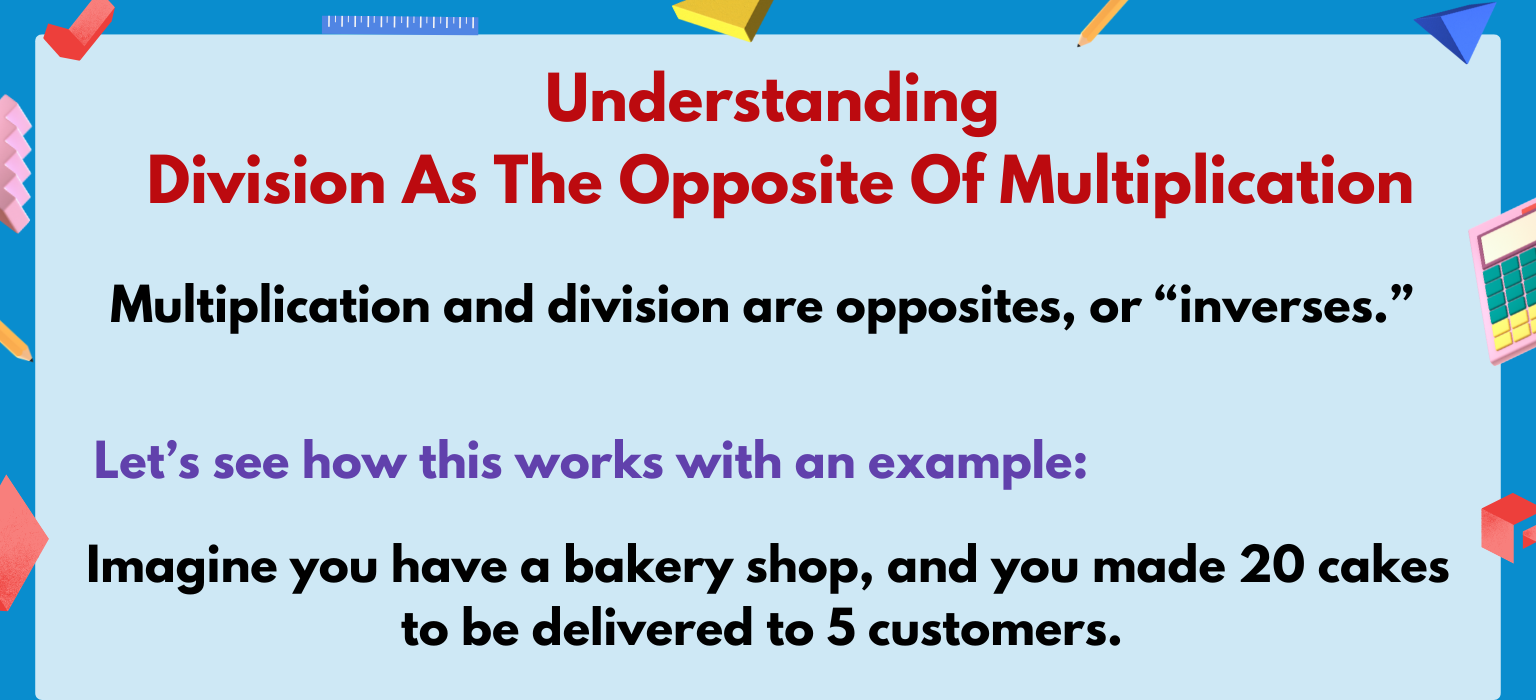 Understanding
Division As The Opposite Of Multiplication
Multiplication and division are opposites, or “inverses.”
Let’s see how this works with an example:
Imagine you have a bakery shop, and you made 20 cakes
to be delivered to 5 customers.